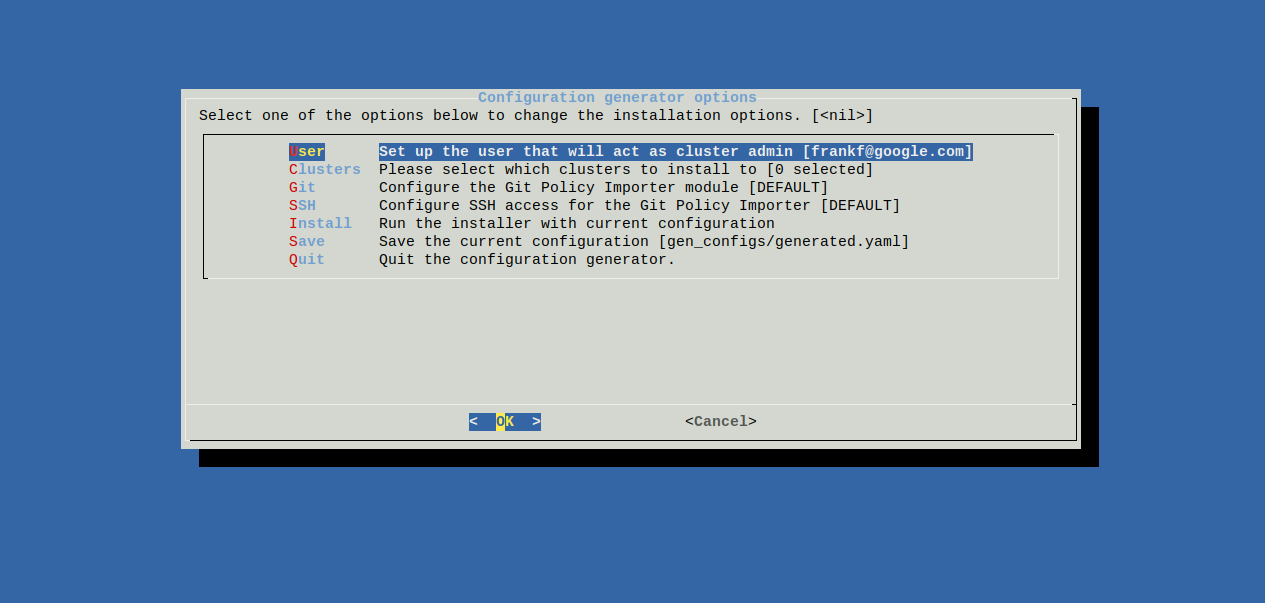 Configuration generator options
Select one of the options below to change the installation options. [<nil>]
User Set up the user that will act as cluster admin [frankf@google.com]
Clusters Please select which clusters to install to [0 selected]
Git Configure the Git Policy Importer module [DEFAULT]
SSH Configure SSH access for the Git Policy Importer [DEFAULT]
Install Run the installer with current configuration
Save Save the current configuration [gen_configs/generated.yaml]
Quit Quit the configuration generator.
< OK > <Cancel>